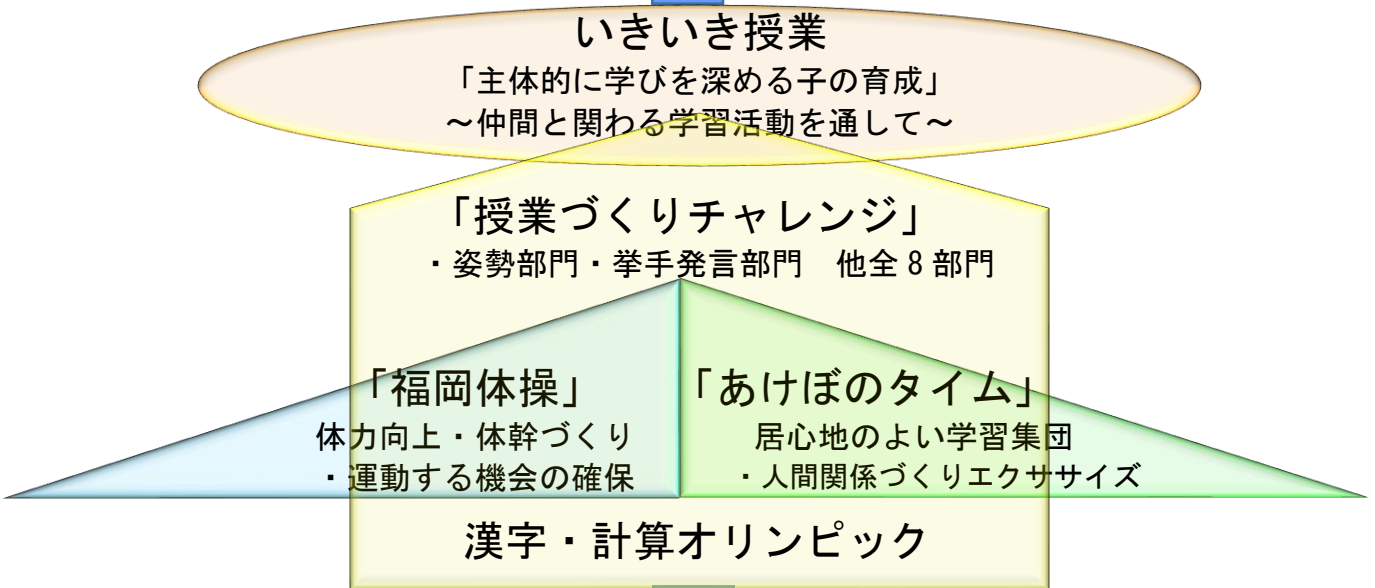 いきいき授業
「主体的に学びを深める子の育成」
～仲間と関わる学習活動を通して～
「授業づくりチャレンジ」
・姿勢部門・挙手発言部門　他全８部門
「福岡体操」
体力向上・体幹づくり
・運動する機会の確保
「あけぼのタイム」
居心地のよい学習集団
・人間関係づくりエクササイズ
漢字・計算オリンピック